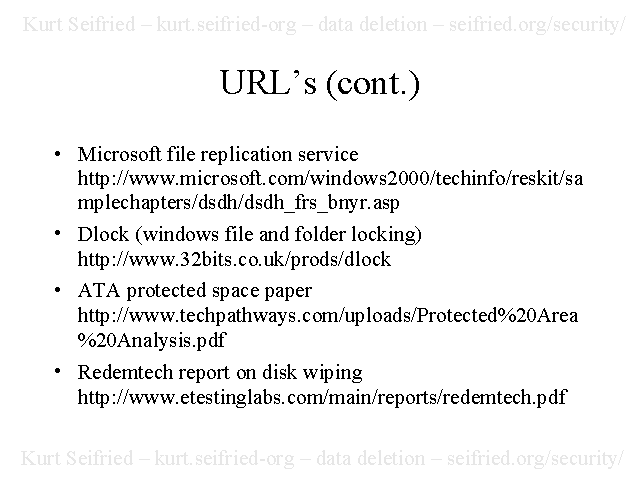 Kurt Seifried – kurt.seifried-org – data deletion – seifried.org/security/
URL’s (cont.)
• Microsoft file replication service
http://www.microsoft.com/windows2000/techinfo/reskit/sa
mplechapters/dsdh/dsdh_frs_bnyr.asp
• Dlock (windows file and folder locking)
http://www.32bits.co.uk/prods/dlock
• ATA protected space paper
http://www.techpathways.com/uploads/Protected%20Area
%20Analysis.pdf
• Redemtech report on disk wiping
http://www.etestinglabs.com/main/reports/redemtech.pdf
Kurt Seifried – kurt.seifried-org – data deletion – seifried.org/security/